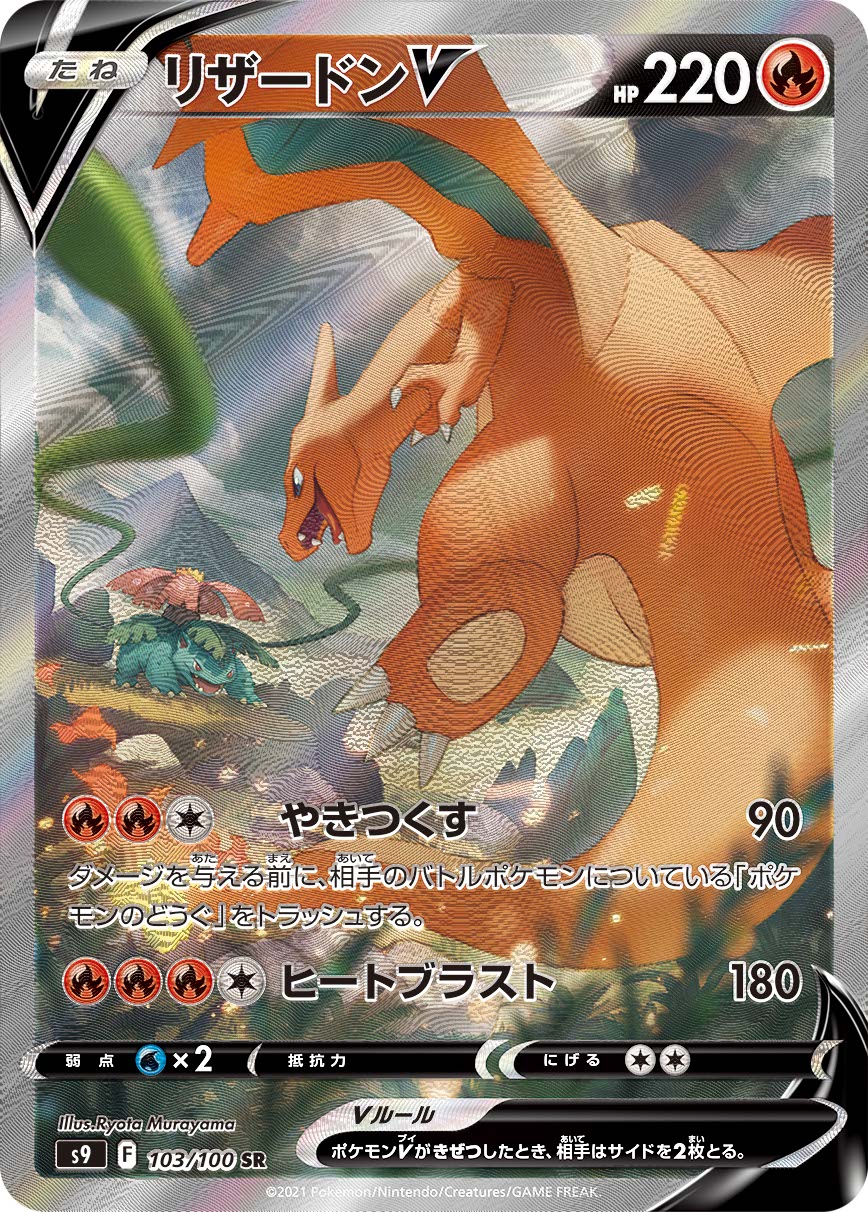 たね
リザードンV
HP 220
やきつくす 90
ダメージを与える前に、相手のバトルポケモンについている「ポケ
モンのどうぐ」をトラッシュする。
ヒートブラスト 180
弱点 ×2 抵抗力 にげる
Illus.Ryota Murayama
Vルール
ポケモンVがきぜつしたとき、相手はサイドを2枚とる。
s9 F 103/100 SR
©2021 Pokémon/Nintendo/Creatures/GAME FREAK.